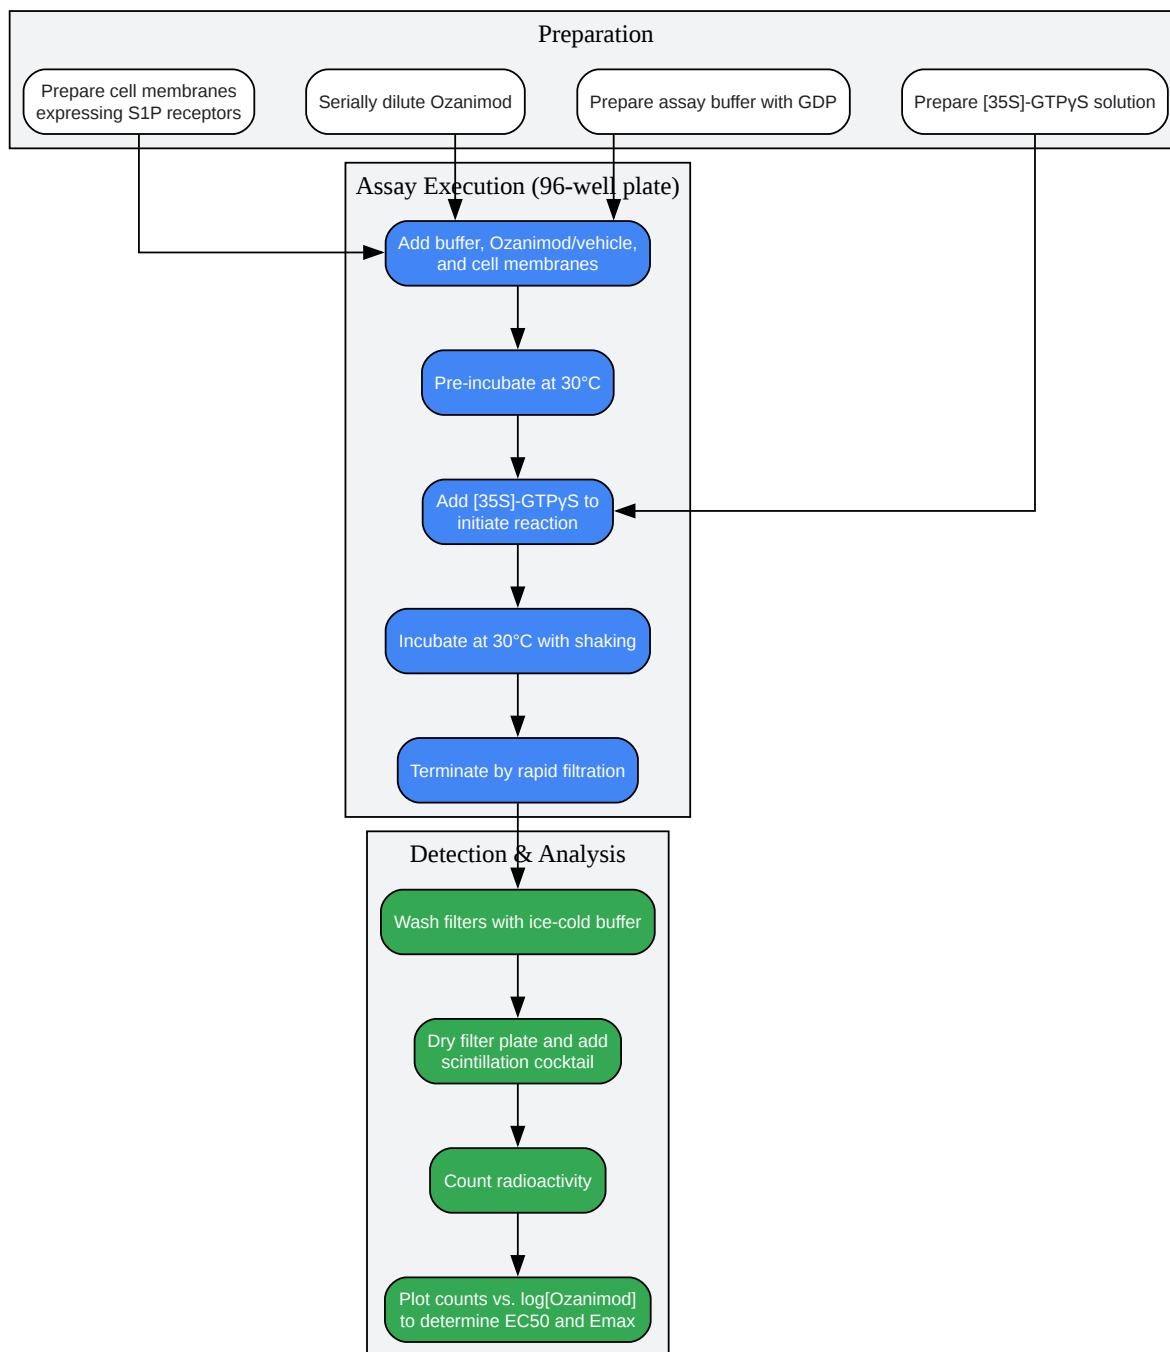 Preparation
Prepare cell membranes
expressing S1P receptors
Serially dilute Ozanimod
Prepare assay buffer with GDP
Prepare [35S]-GTPγS solution
Assay Execution (96-well plate)
Add buffer, Ozanimod/vehicle,
and cell membranes
Pre-incubate at 30°C
Add [35S]-GTPγS to
initiate reaction
Incubate at 30°C with shaking
Terminate by rapid filtration
Detection & Analysis
Wash filters with ice-cold buffer
Dry filter plate and add
scintillation cocktail
Count radioactivity
Plot counts vs. log[Ozanimod]
to determine EC50 and Emax